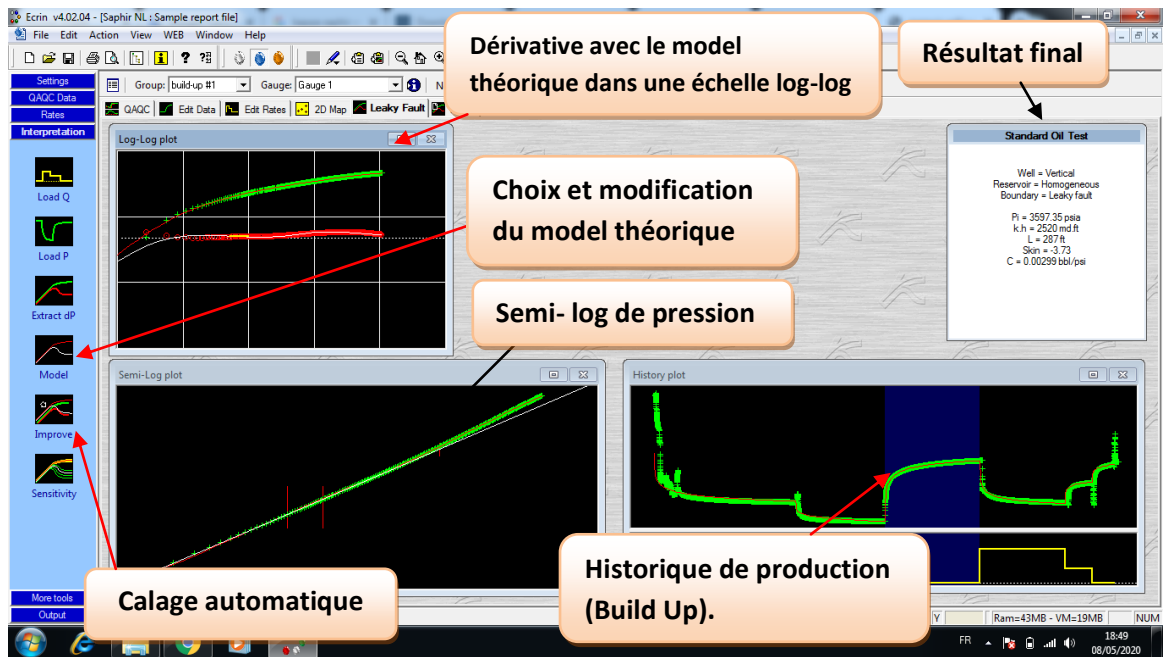 Ecrin v4.02.04 - [Saphir NL : Sample report file]
File Edit Action View WEB Window Help
Dérivative avec le model
théorique dans une échelle log-log
Résultat final
Settings
QAQC Data
Rates
Interpretation
Group: build-up #1 Gauge: Gauge 1
QAQC Edit Data Edit Rates 2D Map Leaky Fault
Log-Log plot
Standard Oil Test
Well = Vertical
Reservoir = Homogeneous
Boundary = Leaky fault
Pi = 3597.35 psia
k.h = 2520 md.ft
L = 287 ft
Skin = -3.73
C = 0.00299 bbl/psi
Load Q
Load P
Extract dP
Model
Improve
Sensitivity
Choix et modification
du model théorique
Semi- log de pression
Semi-Log plot
History plot
Calage automatique
Historique de production
(Build Up).
More tools
Output
Ram=43MB - VM=19MB NUM
FR
18:49
08/05/2020